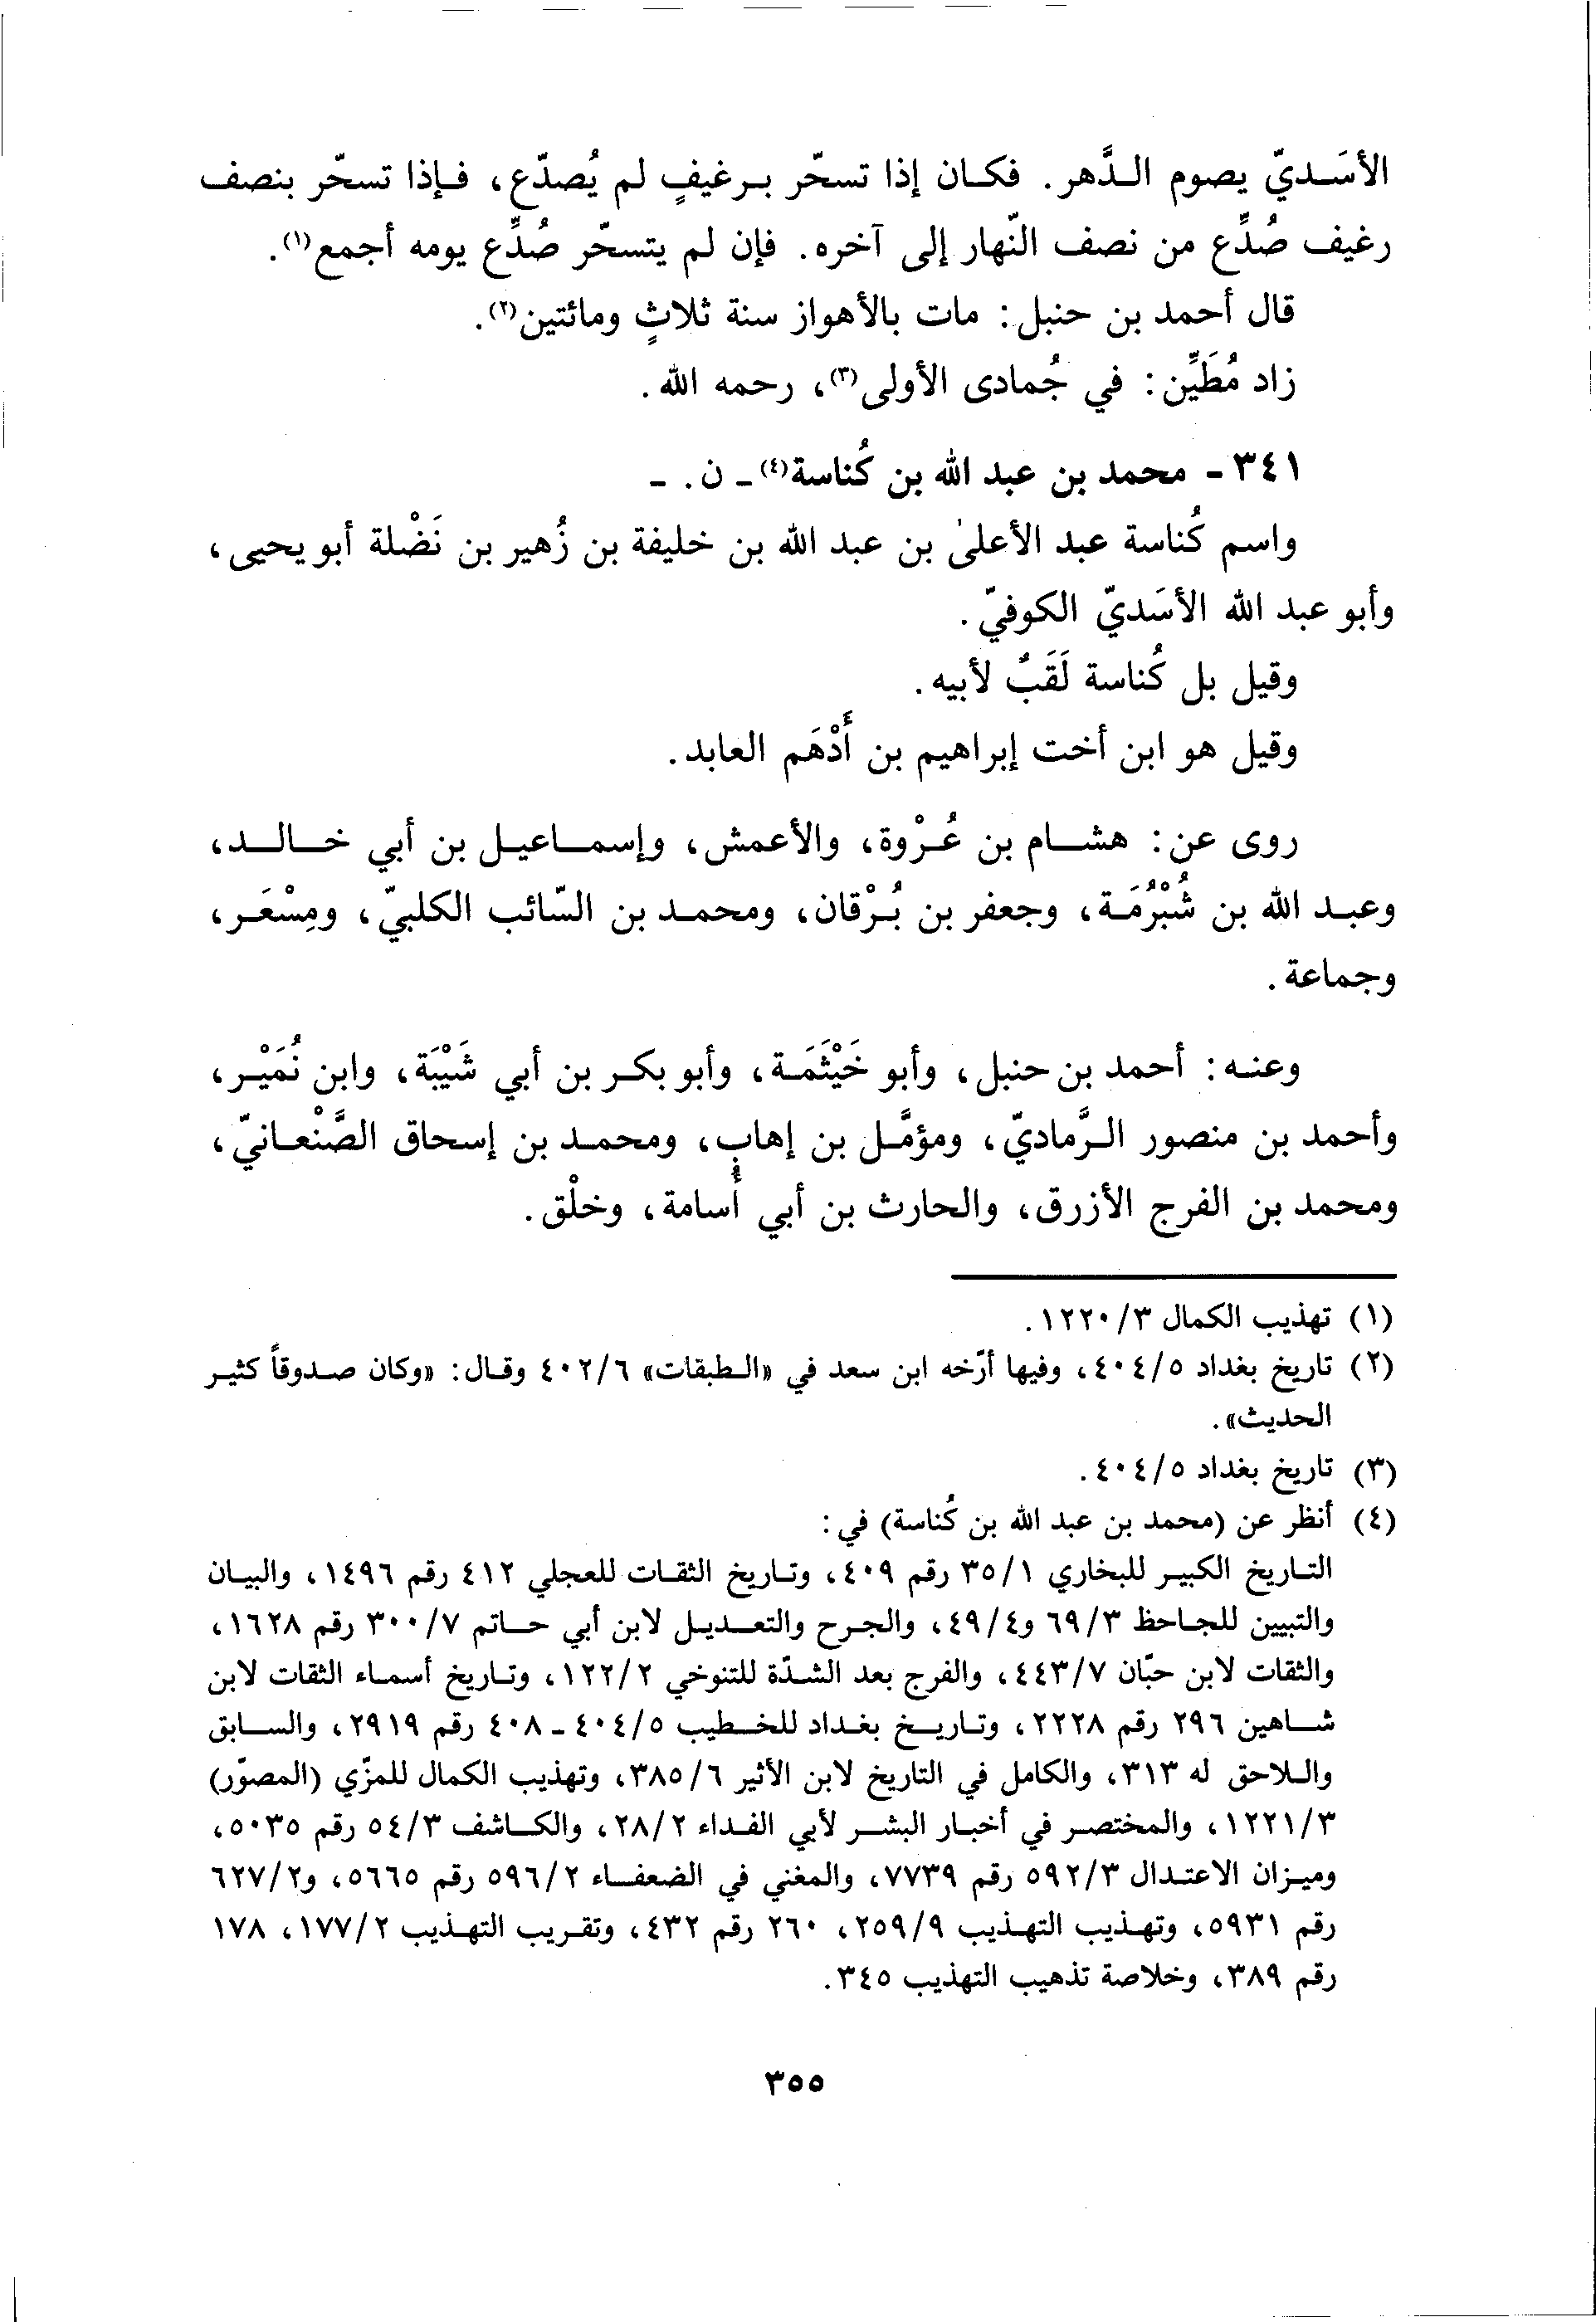 الأسَديّ يصوم الدَّهر. فكان إذا تسحّر برغيفٍ لم يُصدّع، فإذا تسحّر بنصف
رغيف صُدِّع من نصف النّهار إلى آخره. فإن لم يتسحّر صُدِّع يومه أجمع(١).
قال أحمد بن حنبل: مات بالأهواز سنة ثلاثٍ ومائتين(٢).
زاد مُطَيِّن: في جُمادى الأولى(٣)، رحمه الله.
٣٤١ - محمد بن عبد الله بن كُناسة(٤) - ن. -
واسم كُناسة عبد الأعلىٰ بن عبد الله بن خليفة بن زُهير بن نَضْلة أبو يحيى،
وأبو عبد الله الأسَديّ الكوفيّ.
وقيل بل كُناسة لَقَبٌ لأبيه.
وقيل هو ابن أخت إبراهيم بن أَدْهَم العابد.
روى عن: هشام بن عُرْوة، والأعمش، وإسماعيل بن أبي خالد،
وعبد الله بن شُبْرُمَة، وجعفر بن بُرْقان، ومحمد بن السّائب الكلبيّ، ومِسْعَر،
وجماعة.
وعنه: أحمد بن حنبل، وأبو خَيْثَمَة، وأبو بكر بن أبي شَيْبَة، وابن نُمَيْر،
وأحمد بن منصور الرَّماديّ، ومؤمَّل بن إهاب، ومحمد بن إسحاق الصَّنْعانيّ،
ومحمد بن الفرج الأزرق، والحارث بن أبي أُسامة، وخلْق.
(١) تهذيب الكمال ١٢٢٠/٣.
(٢) تاريخ بغداد ٤٠٤/٥، وفيها أرّخه ابن سعد في «الطبقات» ٤٠٢/٦ وقال: «وكان صدوقاً كثير
الحديث».
(٣) تاريخ بغداد ٤٠٤/٥.
(٤) أنظر عن (محمد بن عبد الله بن كُناسة) في:
التاريخ الكبير للبخاري ٣٥/١ رقم ٤٠٩، وتاريخ الثقات للعجلي ٤١٢ رقم ١٤٩٦، والبيان
والتبيين للجاحظ ٦٩/٣ و٤٩/٤، والجرح والتعديل لابن أبي حاتم ٣٠٠/٧ رقم ١٦٢٨،
والثقات لابن حبّان ٤٤٣/٧، والفرج بعد الشدّة للتنوخي ١٢٢/٢، وتاريخ أسماء الثقات لابن
شاهين ٢٩٦ رقم ٢٢٢٨، وتاريخ بغداد للخطيب ٤٠٤/٥ - ٤٠٨ رقم ٢٩١٩، والسابق
واللاحق له ٣١٣، والكامل في التاريخ لابن الأثير ٣٨٥/٦، وتهذيب الكمال للمزّي (المصوّر)
١٢٢١/٣، والمختصر في أخبار البشر لأبي الفداء ٢٨/٢، والكاشف ٥٤/٣ رقم ٥٠٣٥،
وميزان الاعتدال ٥٩٢/٣ رقم ٧٧٣٩، والمغني في الضعفاء ٥٩٦/٢ رقم ٥٦٦٥، و٦٢٧/٢
رقم ٥٩٣١، وتهذيب التهذيب ٢٥٩/٩، ٢٦٠ رقم ٤٣٢، وتقريب التهذيب ١٧٧/٢، ١٧٨
رقم ٣٨٩، وخلاصة تذهيب التهذيب ٣٤٥.
٣٥٥